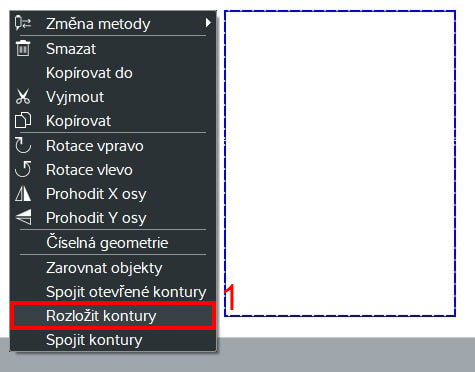 Změna metody
Smazat
Kopírovat do
Vyjmout
Kopírovat
Rotace vpravo
Rotace vlevo
Prohodit X osy
Prohodit Y osy
Číselná geometrie
Zarovnat objekty
Spojit otevřené kontury
1
Rozložit kontury
Spojit kontury